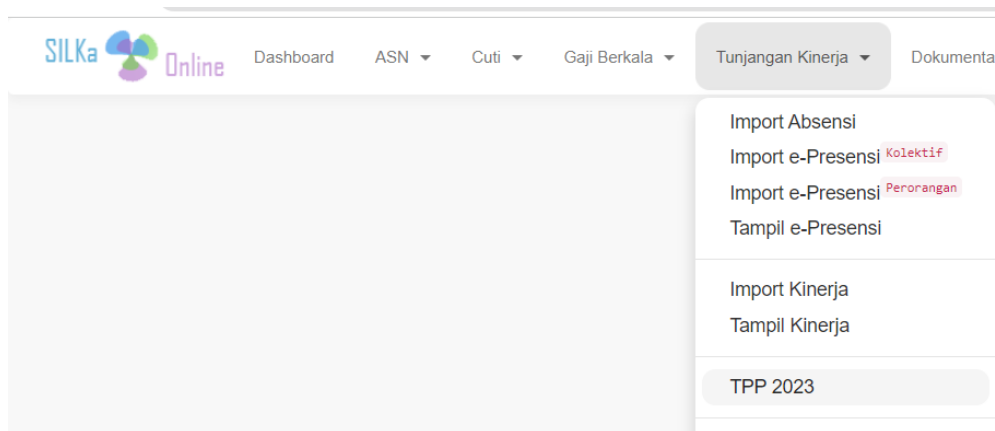 SILKa Online Dashboard ASN Cuti Gaji Berkala Tunjangan Kinerja Dokumenta
Import Absensi
Import e-Presensi Kolektif
Import e-Presensi Perorangan
Tampil e-Presensi
Import Kinerja
Tampil Kinerja
TPP 2023